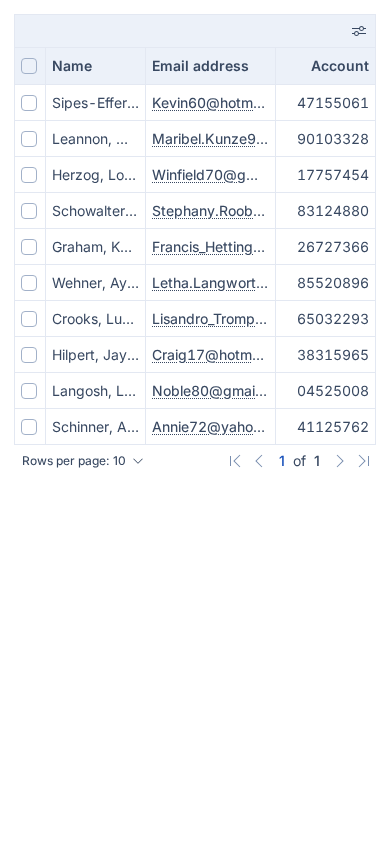 Name Email address Account
Sipes-Effer... Kevin60@hotm... 47155061
Leannon, ... Maribel.Kunze9... 90103328
Herzog, Lo... Winfield70@g... 17757454
Schowalter... Stephany.Roob... 83124880
Graham, K... Francis_Hetting... 26727366
Wehner, Ay... Letha.Langwort... 85520896
Crooks, Lu... Lisandro_Tromp... 65032293
Hilpert, Jay... Craig17@hotm... 38315965
Langosh, L... Noble80@gmai... 04525008
Schinner, A... Annie72@yaho... 41125762
Rows per page: 10 1 of 1